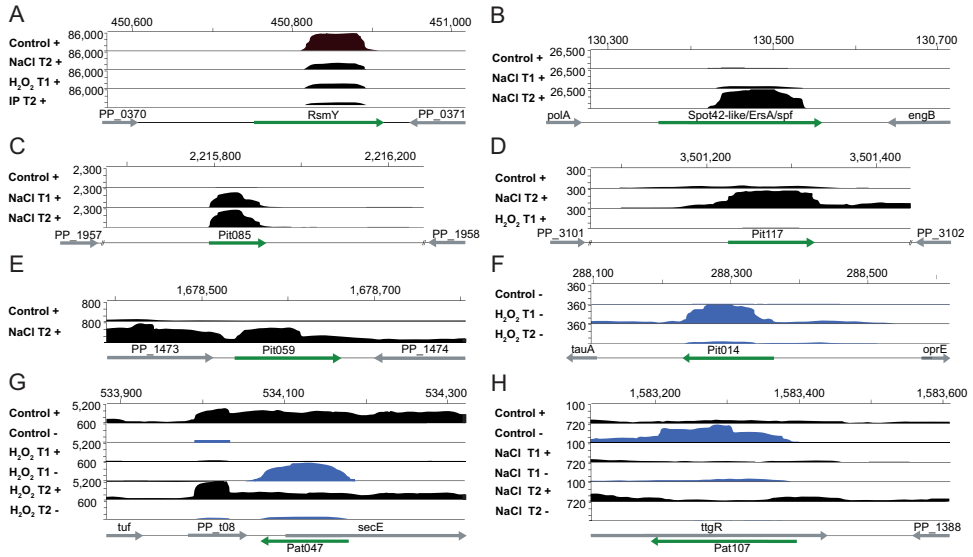 A
450,600 450,800 451,000
86,000
Control +
86,000
NaCl T2 +
86,000
H₂O₂ T1 +
86,000
IP T2 +
PP_0370 RsmY PP_0371
B
130,300 130,500 130,700
26,500
Control +
26,500
NaCl T1 +
26,500
NaCl T2 +
polA Spot42-like/ErsA/spf engB
C
2,215,800 2,216,200
2,300
Control +
2,300
NaCl T1 +
2,300
NaCl T2 +
PP_1957 Pit085 PP_1958
D
3,501,200 3,501,400
300
Control +
300
NaCl T2 +
300
H₂O₂ T1 +
PP_3101 Pit117 PP_3102
E
1,678,500 1,678,700
800
Control +
800
NaCl T2 +
PP_1473 Pit059 PP_1474
F
288,100 288,300 288,500
360
Control -
360
H₂O₂ T1 -
360
H₂O₂ T2 -
tauA Pit014 oprE
G
533,900 534,100 534,300
5,200
Control +
600
Control -
5,200
H₂O₂ T1 +
600
H₂O₂ T1 -
5,200
H₂O₂ T2 +
600
H₂O₂ T2 -
tuf PP_t08 secE
Pat047
H
1,583,200 1,583,400 1,583,600
100
Control +
720
Control -
100
NaCl T1 +
720
NaCl T1 -
100
NaCl T2 +
720
NaCl T2 -
ttgR PP_1388
Pat107